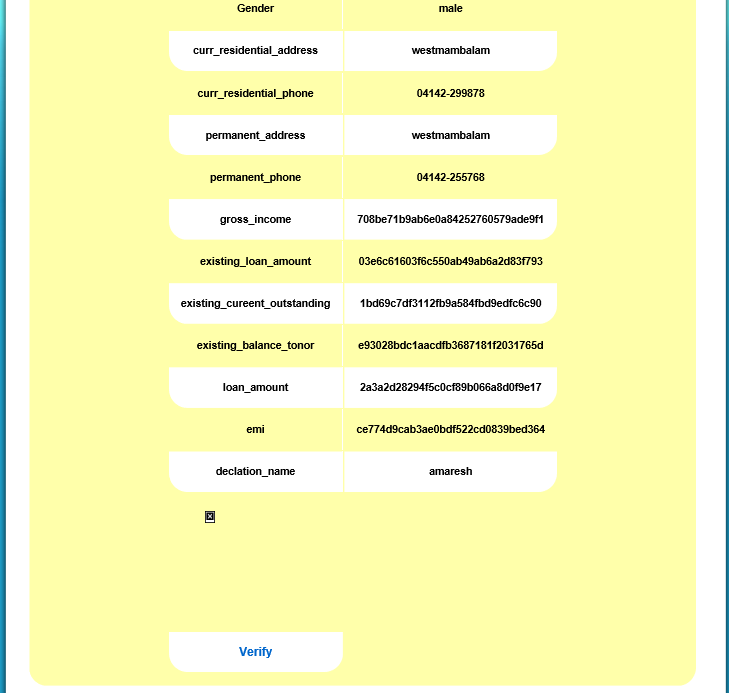 Gender male
curr_residential_address westmambalam
curr_residential_phone 04142-299878
permanent_address westmambalam
permanent_phone 04142-255768
gross_income 708be71b9ab6e0a84252760579ade9f1
existing_loan_amount 03e6c61603f6c550ab49ab6a2d83f793
existing_cureent_outstanding 1bd69c7df3112fb9a584fbd9edfc6c90
existing_balance_tonor e93028bdc1aacdfb3687181f2031765d
loan_amount 2a3a2d28294f5c0cf89b066a8d0f9e17
emi ce774d9cab3ae0bdf522cd0839bed364
declation_name amaresh
Verify